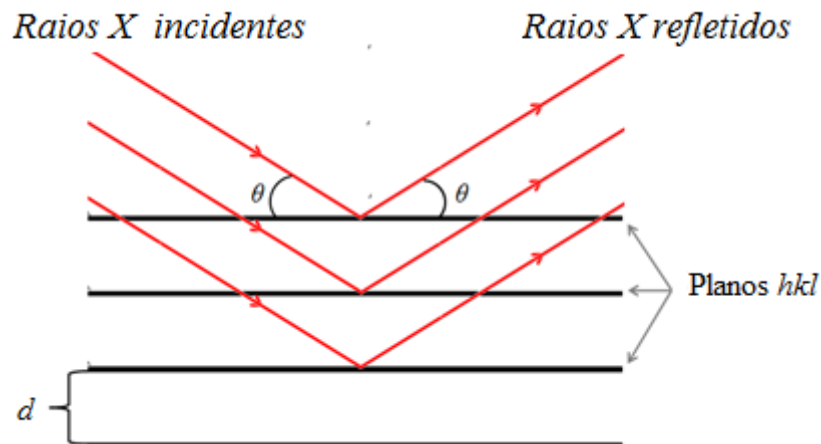 Raios X incidentes
Raios X refletidos
θ
θ
Planos hkl
d